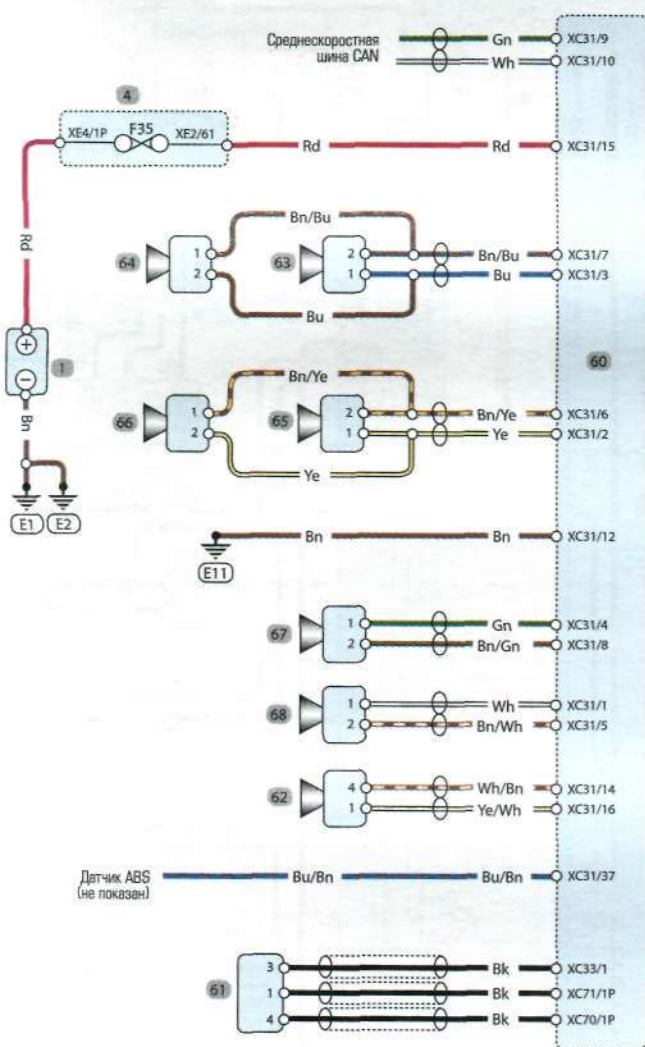 Среднескоростная
шина CAN
Gn XC31/9
Wh XC31/10
4
XE4/1P F35 XE2/61
Rd Rd XC31/15
Rd
Bn/Bu
64 1 63 2 Bn/Bu XC31/7
2 1 Bu XC31/3
Bu
+
−
1
60
Bn
Bn/Ye
66 1 65 2 Bn/Ye XC31/6
2 1 Ye XC31/2
Ye
E1 E2
Bn Bn XC31/12
E11
67 1 Gn XC31/4
2 Bn/Gn XC31/8
68 1 Wh XC31/1
2 Bn/Wh XC31/5
62 4 Wh/Bn XC31/14
1 Ye/Wh XC31/16
Датчик ABS
(не показан)
Bu/Bn Bu/Bn XC31/37
61 3 Bk XC33/1
1 Bk XC71/1P
4 Bk XC70/1P